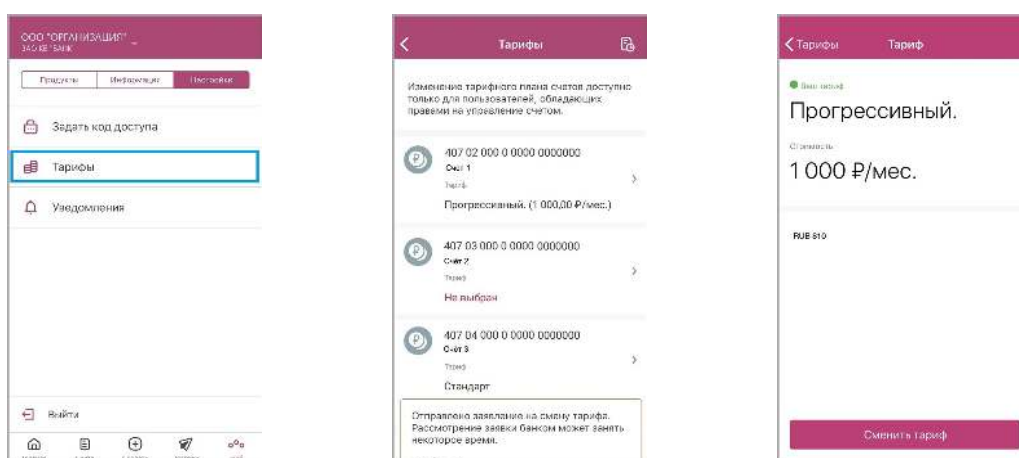 ООО "ОРГАНИЗАЦИЯ"
ЗАО КБ "БАНК"
Продукты Информация Настройки
Задать код доступа
Тарифы
Уведомления
Выйти
Тарифы
Изменение тарифного плана счетов доступно
только для пользователей, обладающих
правами на управление счетом.
407 02 000 0 0000 0000000
Счет 1
Тариф
Прогрессивный. (1 000,00 ₽/мес.)
407 03 000 0 0000 0000000
Счет 2
Тариф
Не выбран
407 04 000 0 0000 0000000
Счет 3
Тариф
Стандарт
Отправлено заявление на смену тарифа.
Рассмотрение заявки банком может занять
некоторое время.
Тарифы Тариф
Ваш тариф
Прогрессивный.
Стоимость
1 000 ₽/мес.
RUB 810
Сменить тариф